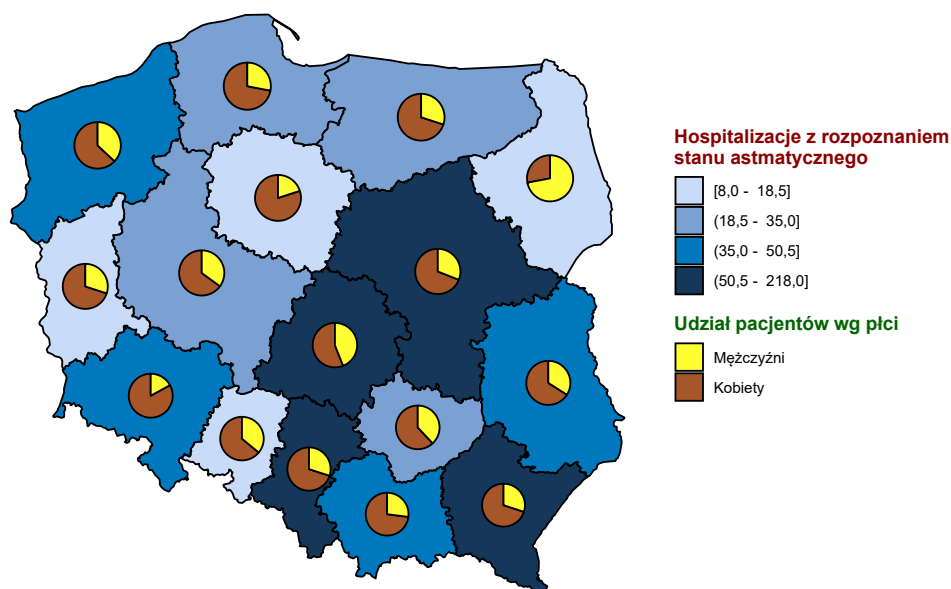 Hospitalizacje z rozpoznaniem
stanu astmatycznego
[8,0 - 18,5]
(18,5 - 35,0]
(35,0 - 50,5]
(50,5 - 218,0]
Udział pacjentów wg płci
Mężczyźni
Kobiety